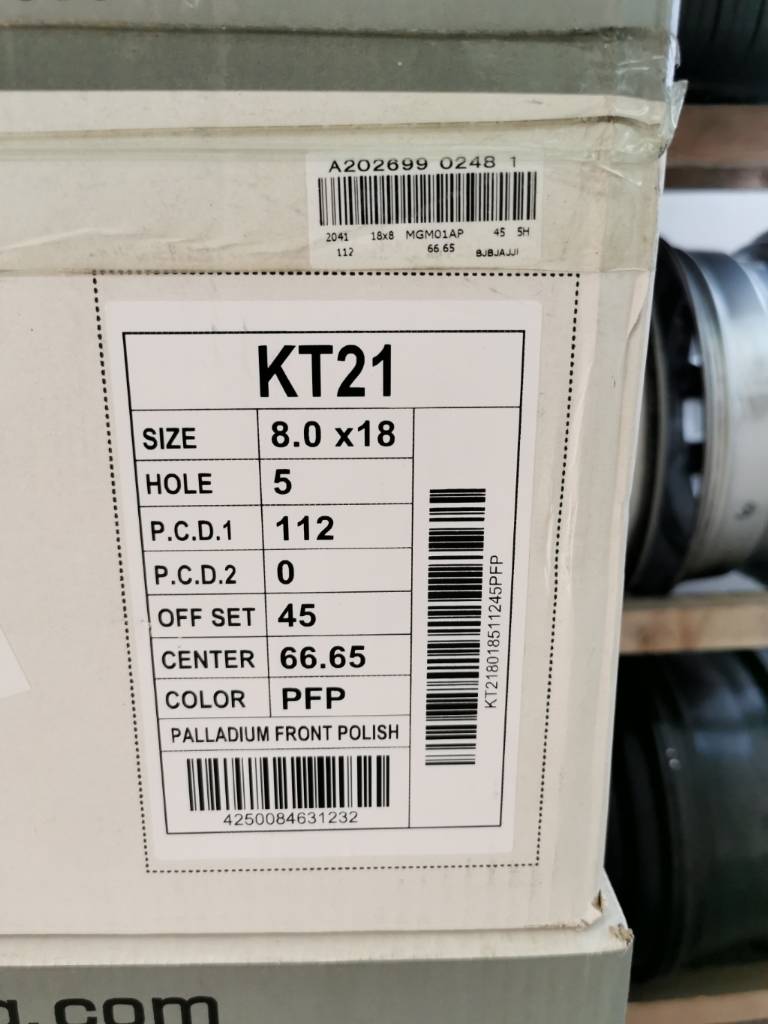 A202699 0248 1
2041 18x8 MGM01AP 45 5H
112 66.65 BJBJAJJI
KT21
SIZE 8.0 x18
HOLE 5
P.C.D.1 112
P.C.D.2 0
OFF SET 45
CENTER 66.65
COLOR PFP
PALLADIUM FRONT POLISH
4250084631232
KT218018511245PFP
.com